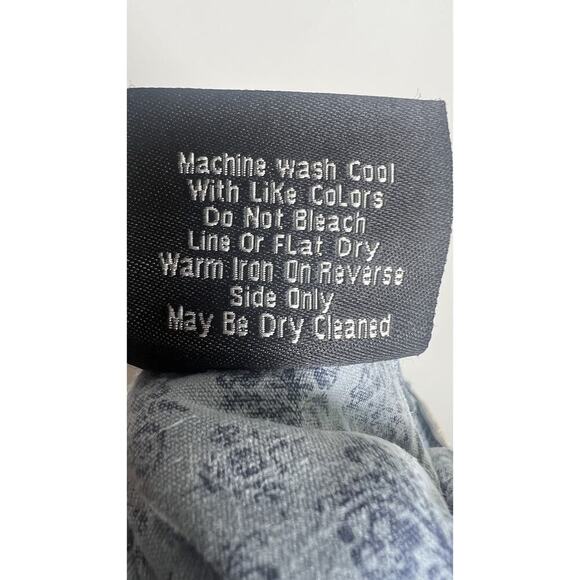 Machine Wash Cool
With Like Colors
Do Not Bleach
Line Or Flat Dry
Warm Iron On Reverse
Side Only
May Be Dry Cleaned